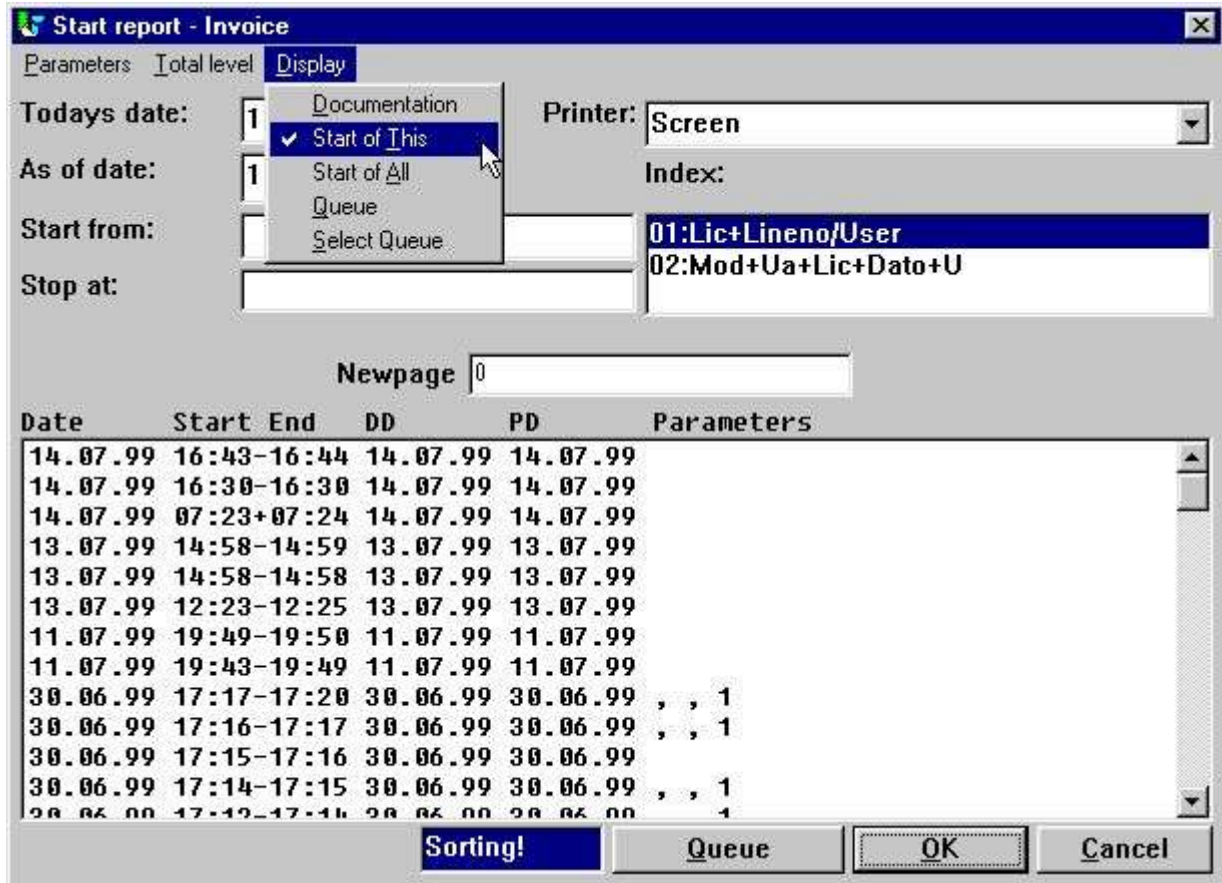 Start report - Invoice
Parameters Total level Display
Documentation
Start of This
Start of All
Queue
Select Queue
Todays date: 1
As of date: 1
Start from:
Stop at:
Printer: Screen
Index:
01:Lic+Lineno/User
02:Mod+Ua+Lic+Dato+U
Newpage 0
Date Start End DD PD Parameters
14.07.99 16:43-16:44 14.07.99 14.07.99
14.07.99 16:30-16:30 14.07.99 14.07.99
14.07.99 07:23+07:24 14.07.99 14.07.99
13.07.99 14:58-14:59 13.07.99 13.07.99
13.07.99 14:58-14:58 13.07.99 13.07.99
13.07.99 12:23-12:25 13.07.99 13.07.99
11.07.99 19:49-19:50 11.07.99 11.07.99
11.07.99 19:43-19:49 11.07.99 11.07.99
30.06.99 17:17-17:20 30.06.99 30.06.99 , , 1
30.06.99 17:16-17:17 30.06.99 30.06.99 , , 1
30.06.99 17:15-17:16 30.06.99 30.06.99
30.06.99 17:14-17:15 30.06.99 30.06.99 , , 1
Sorting! Queue OK Cancel